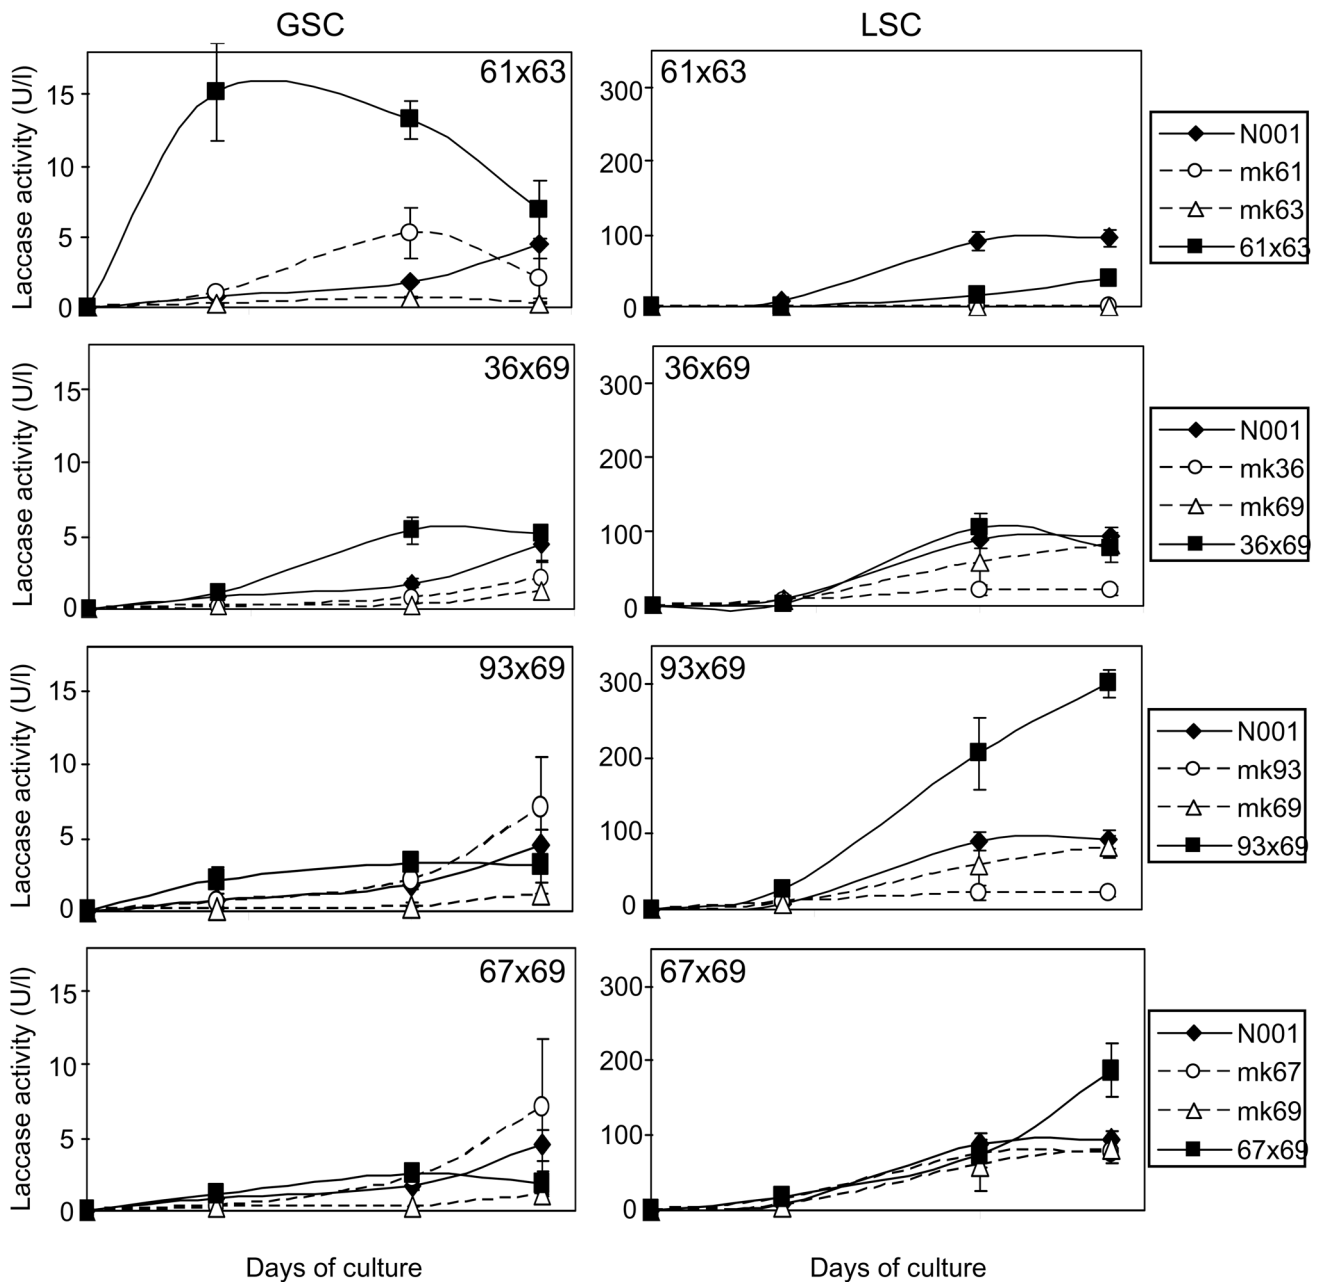 GSC
LSC
Laccase activity (U/l)
15
10
5
0
61x63
300
200
100
0
61x63
N001
mk61
mk63
61x63
Laccase activity (U/l)
15
10
5
0
36x69
300
200
100
0
36x69
N001
mk36
mk69
36x69
Laccase activity (U/l)
15
10
5
0
93x69
300
200
100
0
93x69
N001
mk93
mk69
93x69
Laccase activity (U/l)
15
10
5
0
67x69
300
200
100
0
67x69
N001
mk67
mk69
67x69
Days of culture
Days of culture